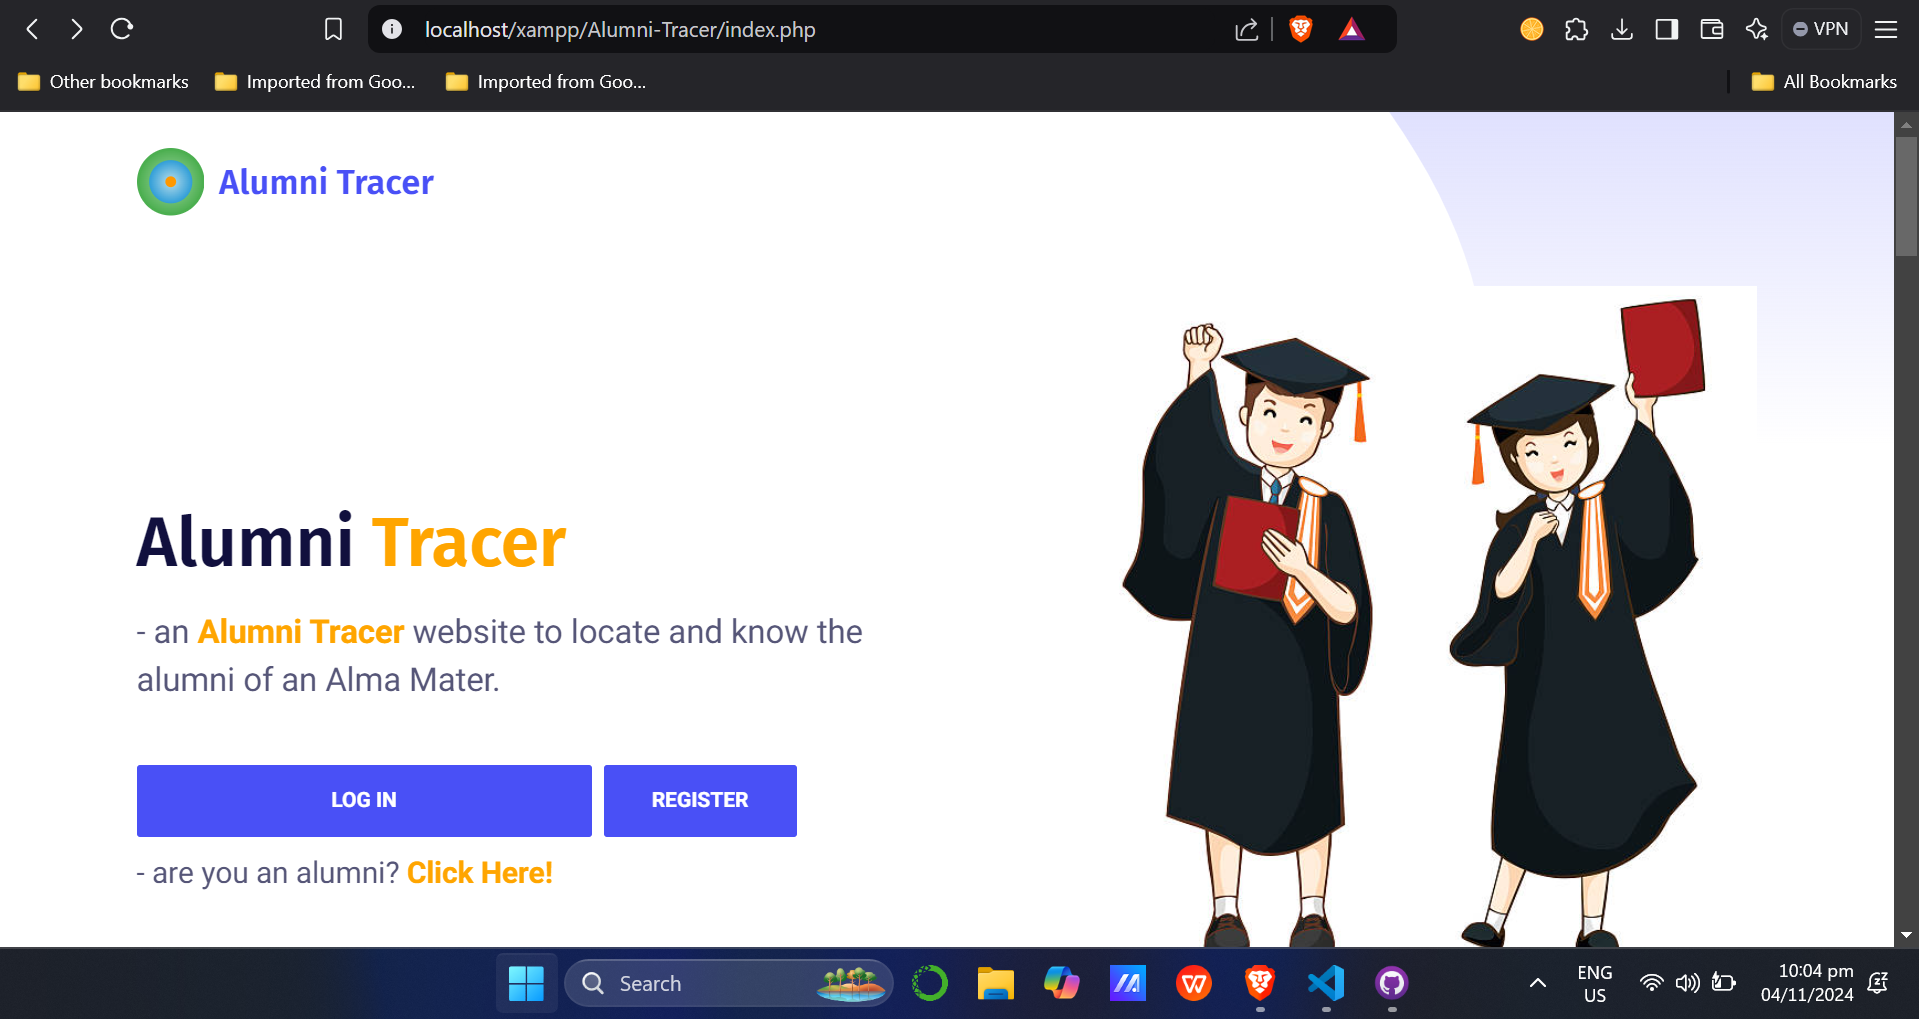 localhost/xampp/Alumni-Tracer/index.php
VPN
Other bookmarks
Imported from Goo...
Imported from Goo...
All Bookmarks
Alumni Tracer
Alumni Tracer
- an Alumni Tracer website to locate and know the
alumni of an Alma Mater.
LOG IN
REGISTER
- are you an alumni? Click Here!
Search
ENG
US
10:04 pm
04/11/2024